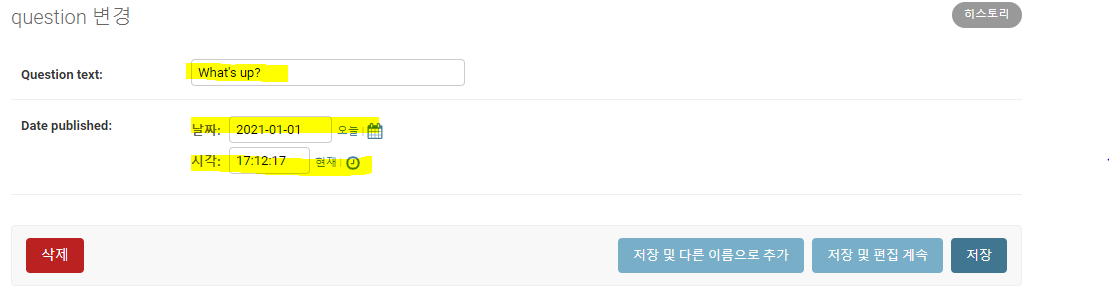 question 변경
히스토리
Question text: What's up?
Date published: 날짜: 2021-01-01 오늘 |
시각: 17:12:17 현재 |
삭제 저장 및 다른 이름으로 추가 저장 및 편집 계속 저장